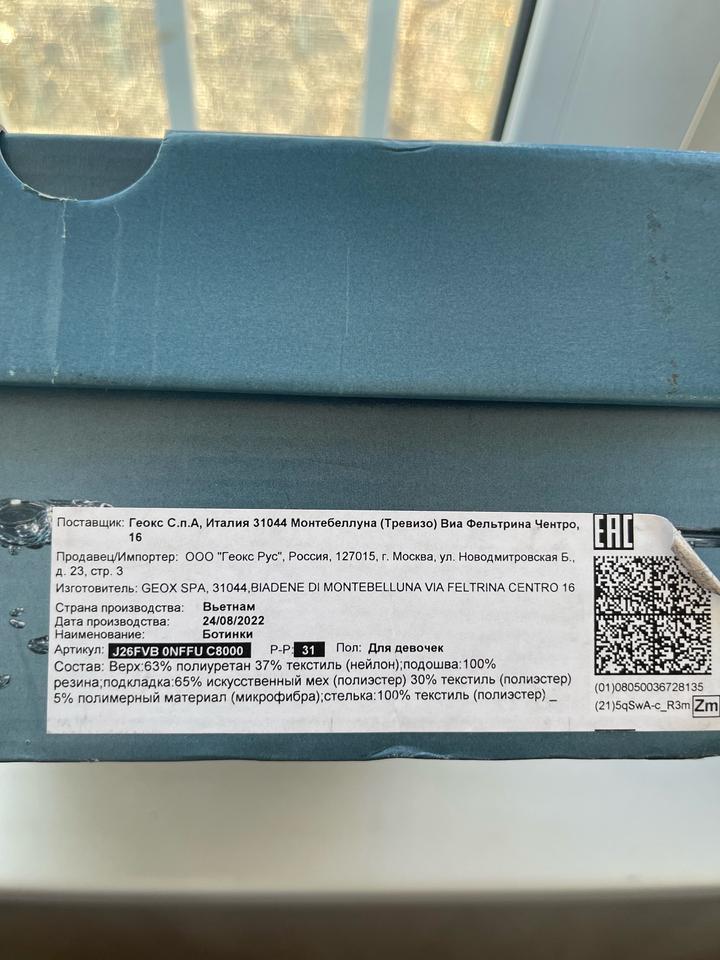 Поставщик: Геокс С.п.А, Италия 31044 Монтебеллуна (Тревизо) Виа Фельтрина Чентро,
16
Продавец/Импортер: ООО "Геокс Рус", Россия, 127015, г. Москва, ул. Новодмитровская Б.,
д. 23, стр. 3
Изготовитель: GEOX SPA, 31044,BIADENE DI MONTEBELLUNA VIA FELTRINA CENTRO 16
Страна производства: Вьетнам
Дата производства: 24/08/2022
Наименование: Ботинки
Артикул: J26FVB 0NFFU C8000 Р-Р: 31 Пол: Для девочек
Состав: Верх:63% полиуретан 37% текстиль (нейлон);подошва:100%
резина;подкладка:65% искусственный мех (полиэстер) 30% текстиль (полиэстер)
5% полимерный материал (микрофибра);стелька:100% текстиль (полиэстер) _
EAC
(01)08050036728135
(21)5qSwA-c_R3m Zm